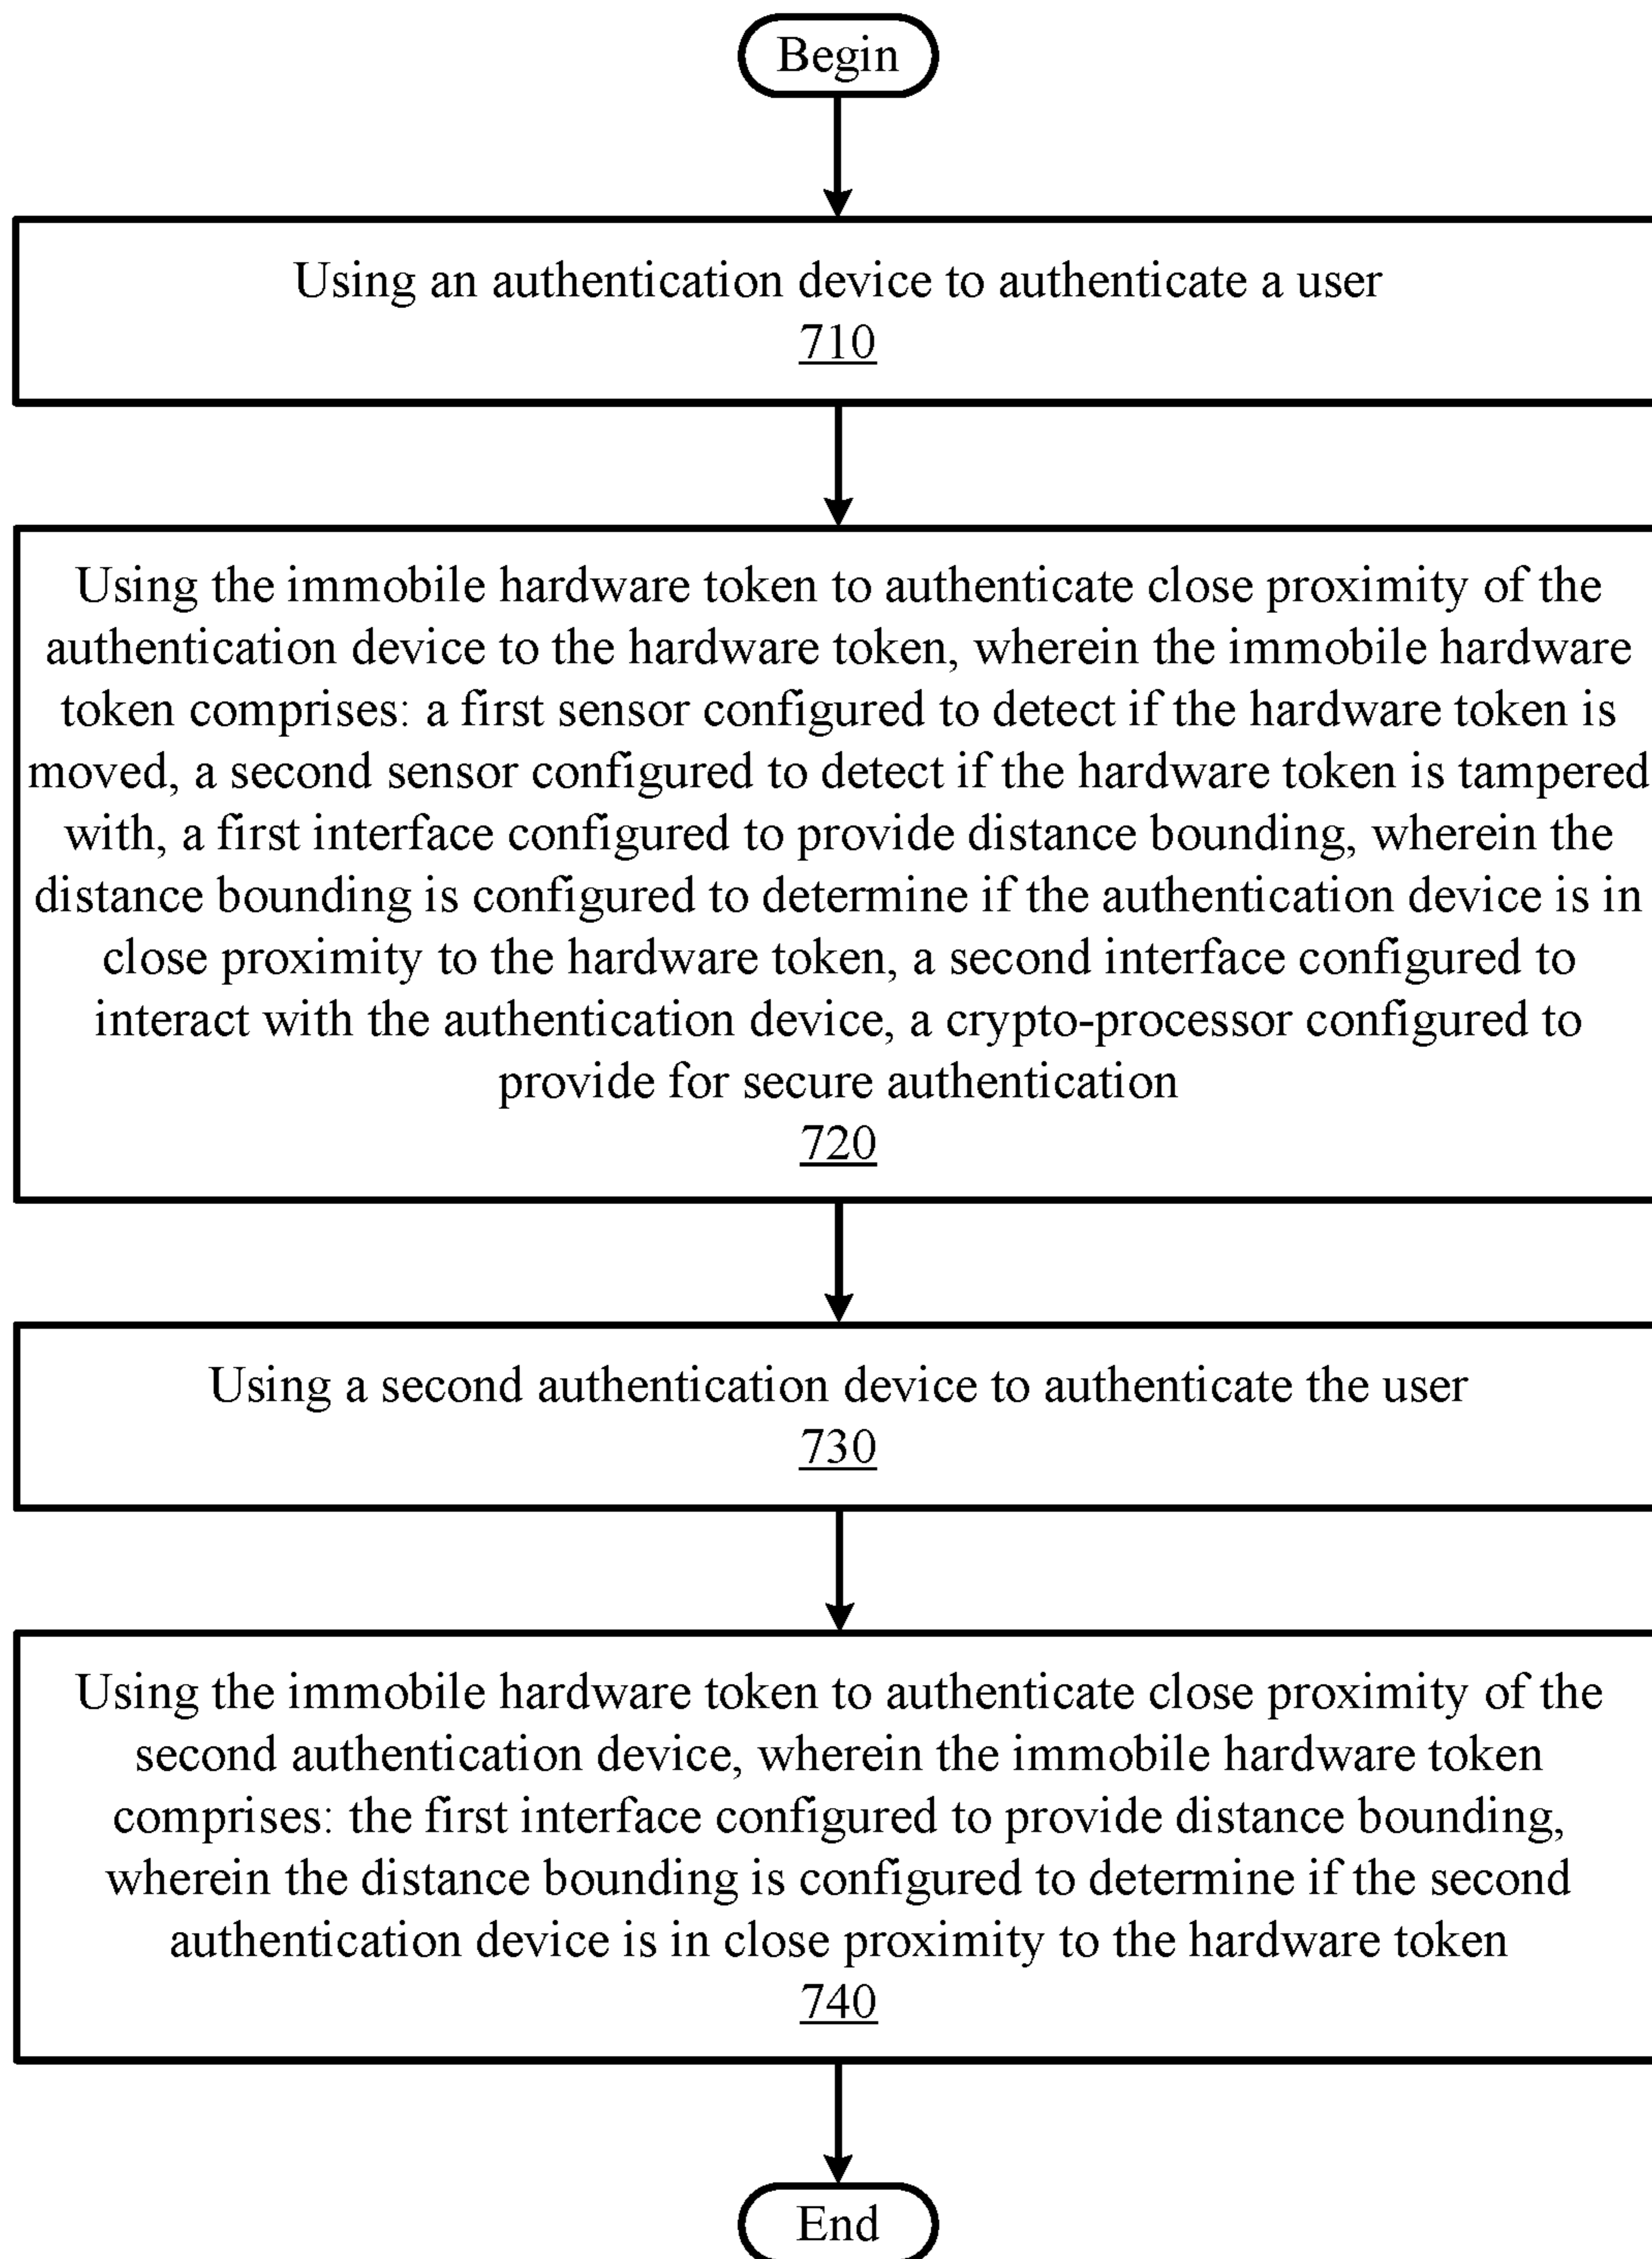 Begin
Using an authentication device to authenticate a user
710
Using the immobile hardware token to authenticate close proximity of the
authentication device to the hardware token, wherein the immobile hardware
token comprises: a first sensor configured to detect if the hardware token is
moved, a second sensor configured to detect if the hardware token is tampered
with, a first interface configured to provide distance bounding, wherein the
distance bounding is configured to determine if the authentication device is in
close proximity to the hardware token, a second interface configured to
interact with the authentication device, a crypto-processor configured to
provide for secure authentication
720
Using a second authentication device to authenticate the user
730
Using the immobile hardware token to authenticate close proximity of the
second authentication device, wherein the immobile hardware token
comprises: the first interface configured to provide distance bounding,
wherein the distance bounding is configured to determine if the second
authentication device is in close proximity to the hardware token
740
End